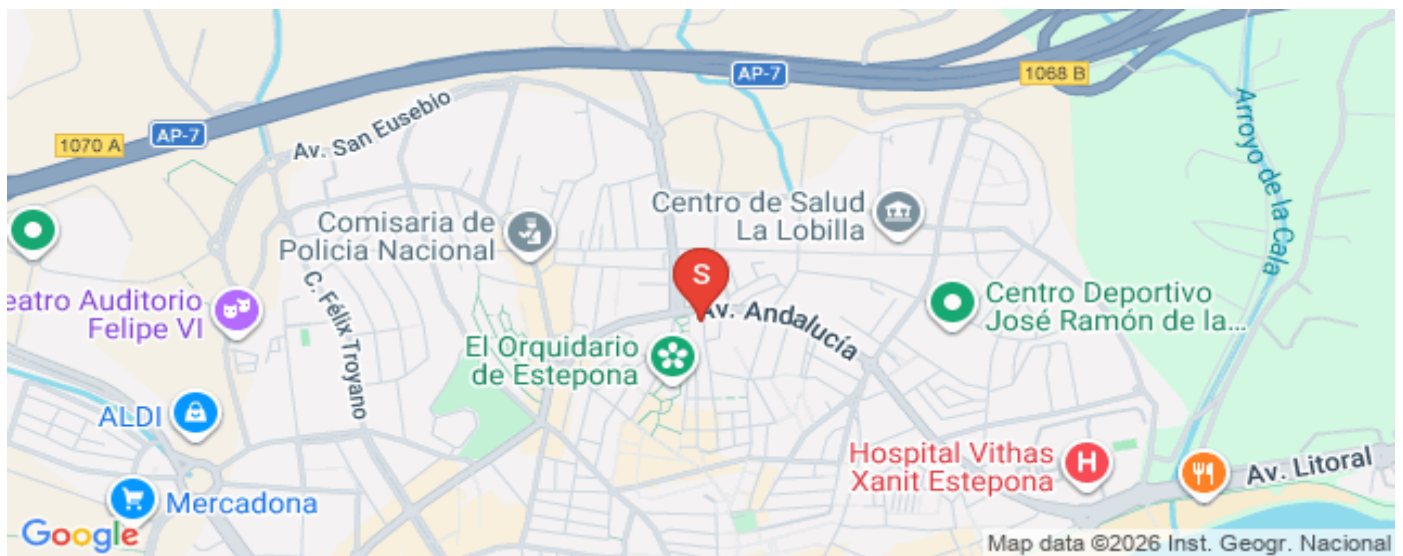 AP-7
1068 B
Av. San Eusebio
AP-7
1070 A
Arroyo de la Cala
Centro de Salud
La Lobilla
Comisaria de
Policia Nacional
S
eatro Auditorio
Felipe VI
C. Félix Troyano
Av. Andalucía
Centro Deportivo
José Ramón de la...
El Orquidario
de Estepona
ALDI
Hospital Vithas
Xanit Estepona
H
Av. Litoral
Mercadona
Google
Map data ©2026 Inst. Geogr. Nacional